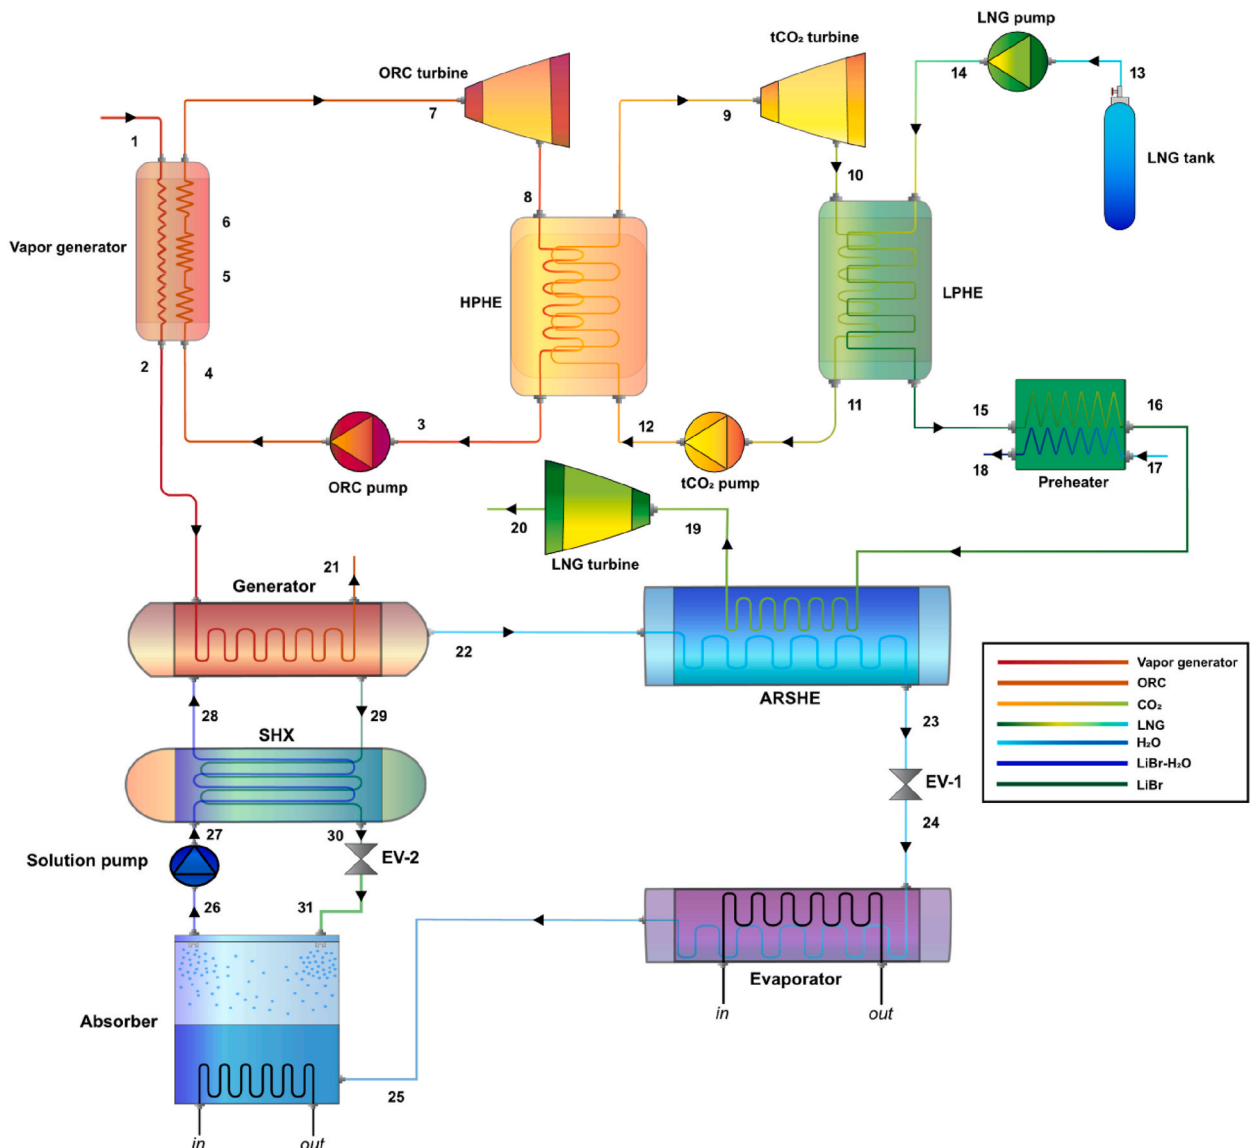 LNG pump
tCO₂ turbine
ORC turbine
14
13
7
9
1
LNG tank
8
10
6
Vapor generator
5
HPHE
LPHE
2
4
3
12
11
15
16
18
17
Preheater
ORC pump
tCO₂ pump
20
19
LNG turbine
21
Generator
22
ARSHE
28
29
23
SHX
EV-1
27
30
24
Solution pump
EV-2
26
31
Evaporator
in
out
Absorber
25
in
out
Vapor generator
ORC
CO₂
LNG
H₂O
LiBr-H₂O
LiBr